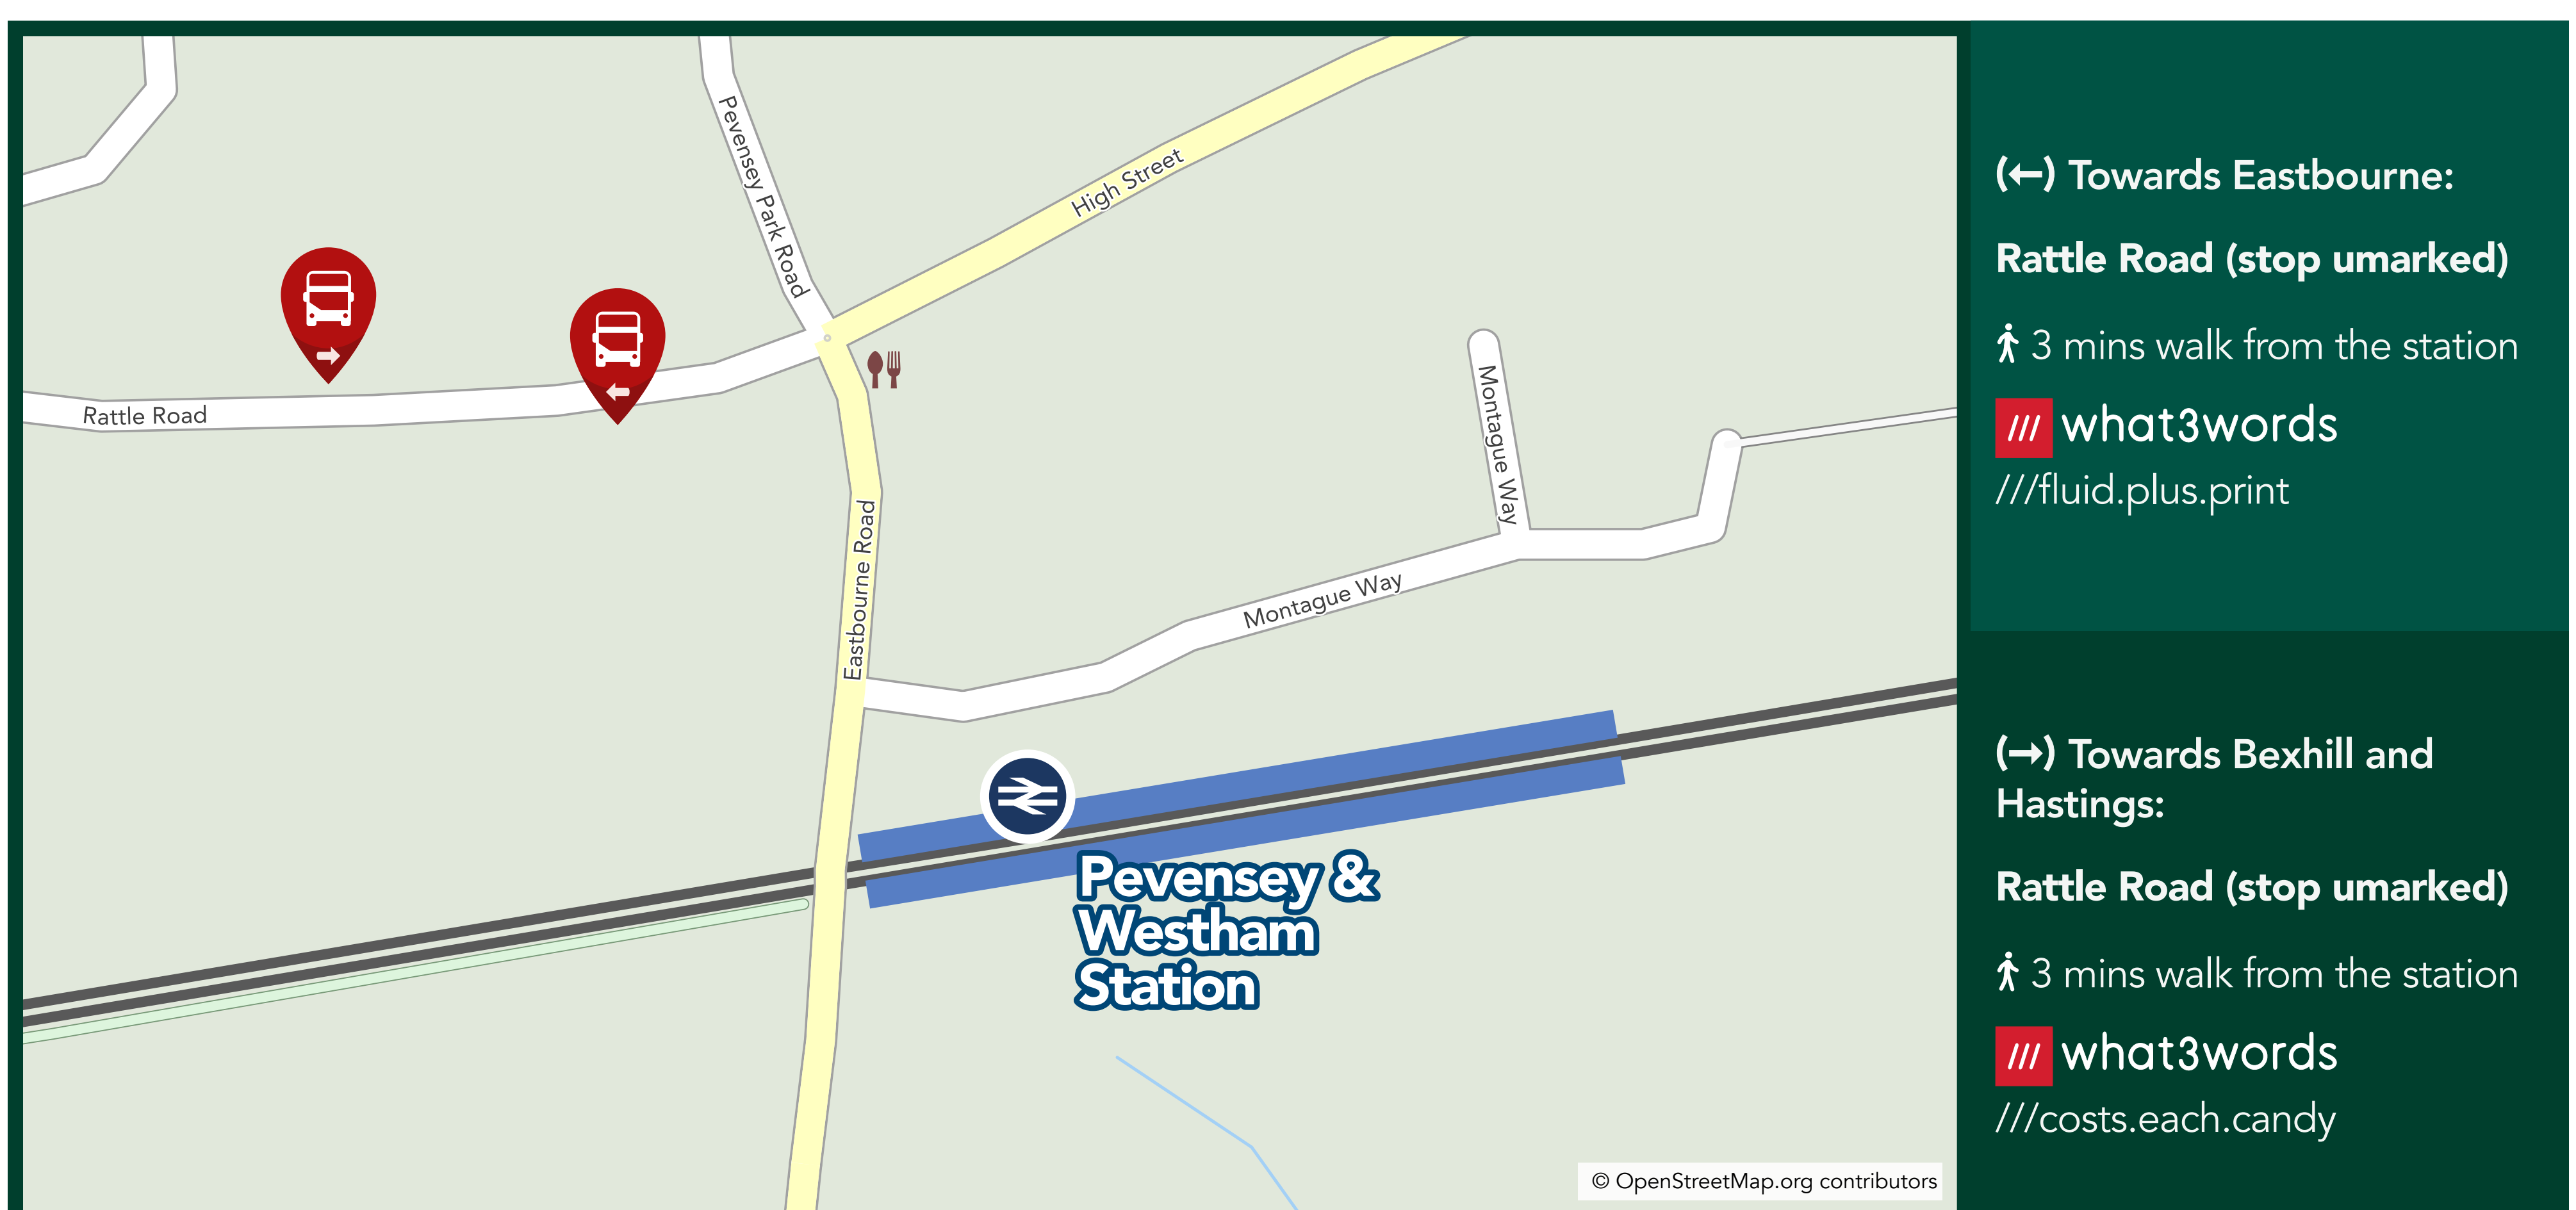 Pevensey Park Road
High Street
Rattle Road
Eastbourne Road
Montague Way
Montague Way
Pevensey &
Westham
Station
© OpenStreetMap.org contributors
(←) Towards Eastbourne:
Rattle Road (stop umarked)
3 mins walk from the station
/// what3words
///fluid.plus.print
(→) Towards Bexhill and
Hastings:
Rattle Road (stop umarked)
3 mins walk from the station
/// what3words
///costs.each.candy